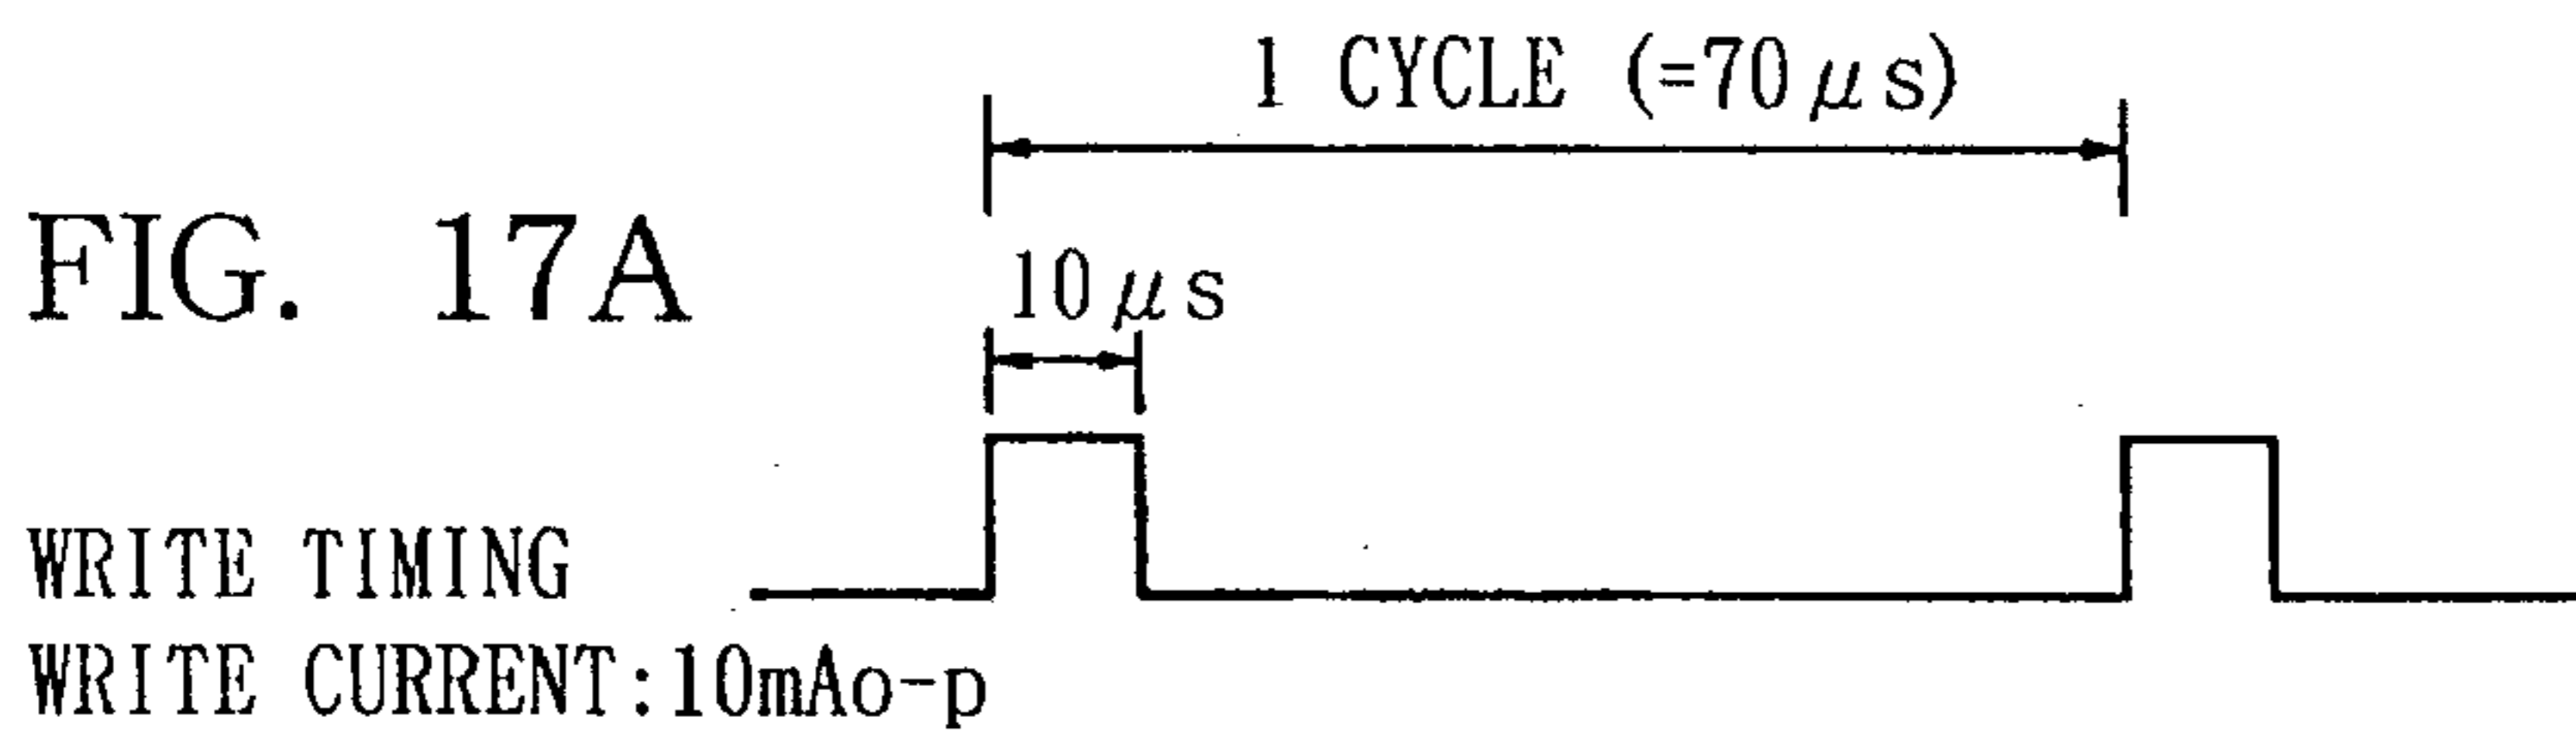 1 CYCLE (=70μs)
FIG. 17A
10μs
WRITE TIMING
WRITE CURRENT:10mAo-p